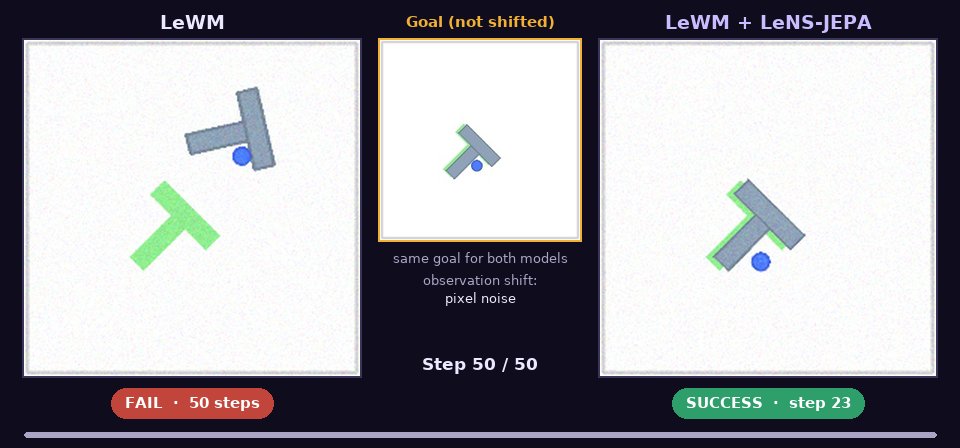 LeWM
Goal (not shifted)
LeWM + LeNS-JEPA
same goal for both models
observation shift:
pixel noise
Step 50 / 50
FAIL · 50 steps
SUCCESS · step 23